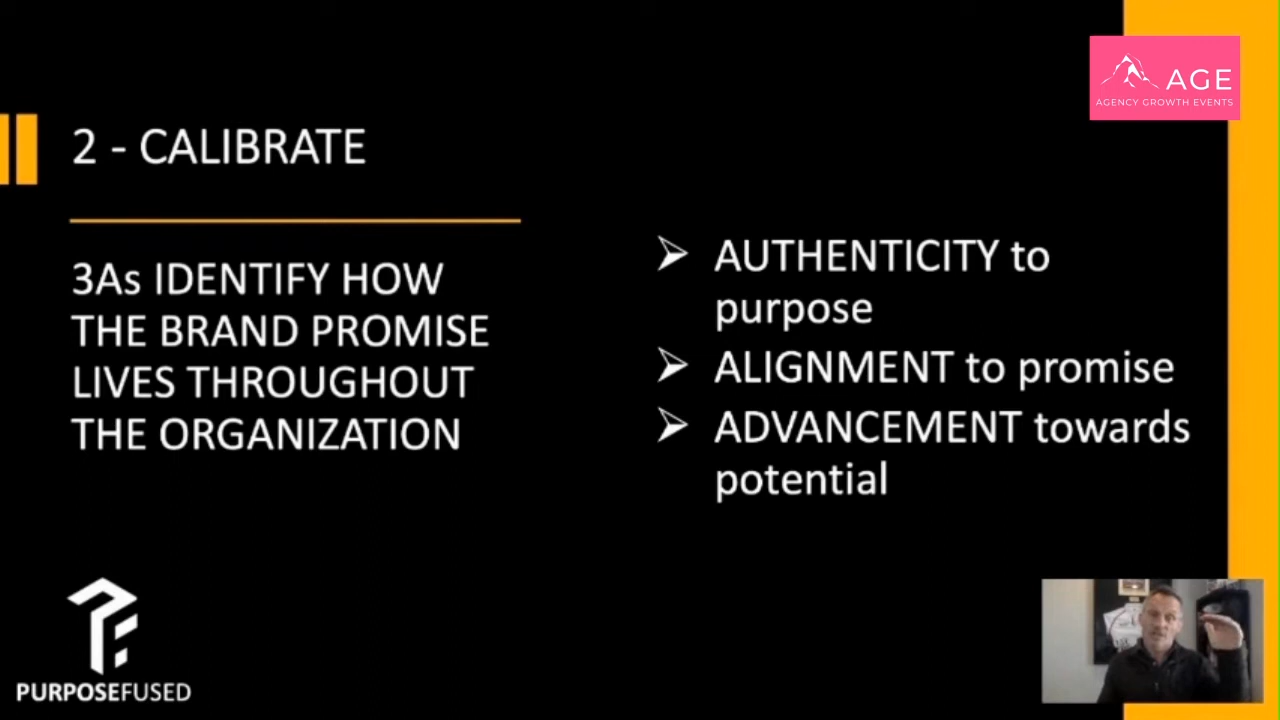 AGE
AGENCY GROWTH EVENTS
2 - CALIBRATE
3As IDENTIFY HOW
THE BRAND PROMISE
LIVES THROUGHOUT
THE ORGANIZATION
AUTHENTICITY to
purpose
ALIGNMENT to promise
ADVANCEMENT towards
potential
PURPOSEFUSED